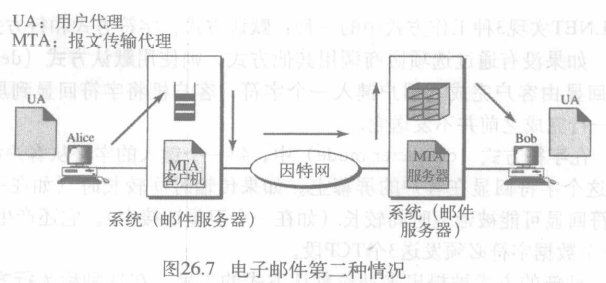 UA：用户代理
MTA：报文传输代理
UA
Alice
MTA
客户机
系统（邮件服务器）
因特网
MTA
服务器
系统（邮件
服务器）
UA
Bob
图26.7 电子邮件第二种情况